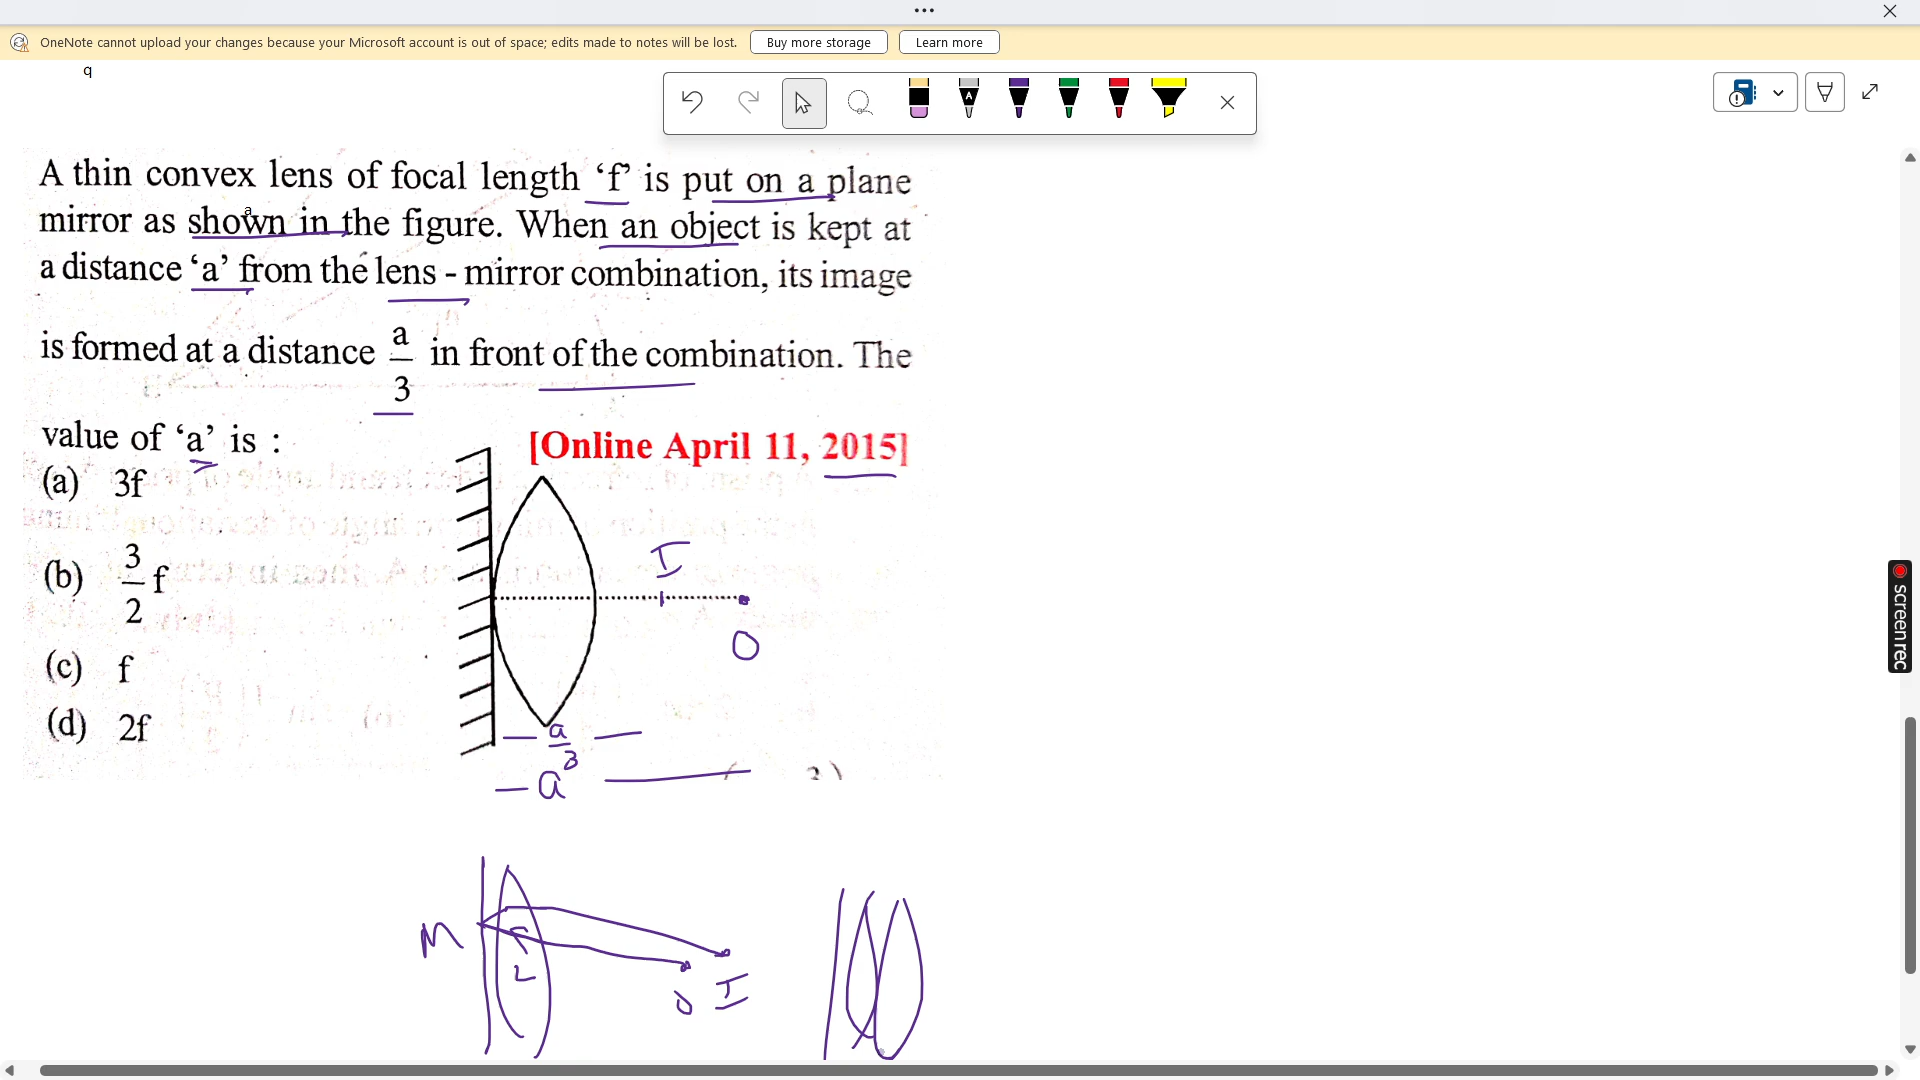 OneNote cannot upload your changes because your Microsoft account is out of space; edits made to notes will be lost. Buy more storage Learn more
q
A
A thin convex lens of focal length ‘f’ is put on a plane
mirror as shown in the figure. When an object is kept at
a
a distance ‘a’ from the lens - mirror combination, its image
is formed at a distance a/3 in front of the combination. The
value of ‘a’ is :
[Online April 11, 2015]
(a) 3f
(b) 3/2 f
(c) f
(d) 2f
I
O
a/3
a
M
O I
screen rec